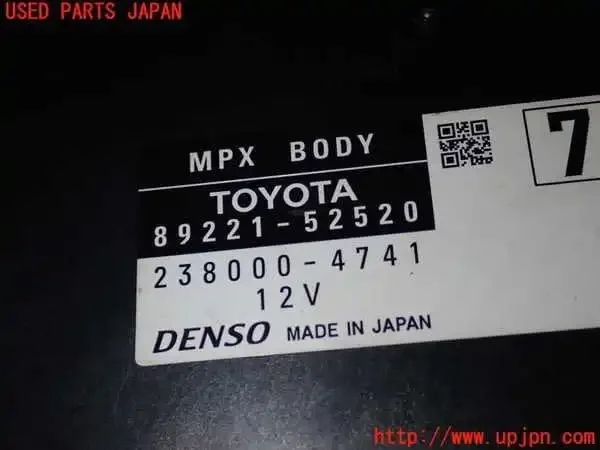 USED PARTS JAPAN
MPX BODY
7
TOYOTA
89221-52520
238000-4741
12V
DENSO MADE IN JAPAN
http://www.upjpn.com/